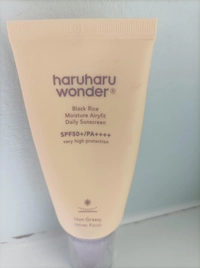 haruharu
wonder®
Black Rice
Moisture Airyfit
Daily Sunscreen
SPF50+/PA++++
very high protection